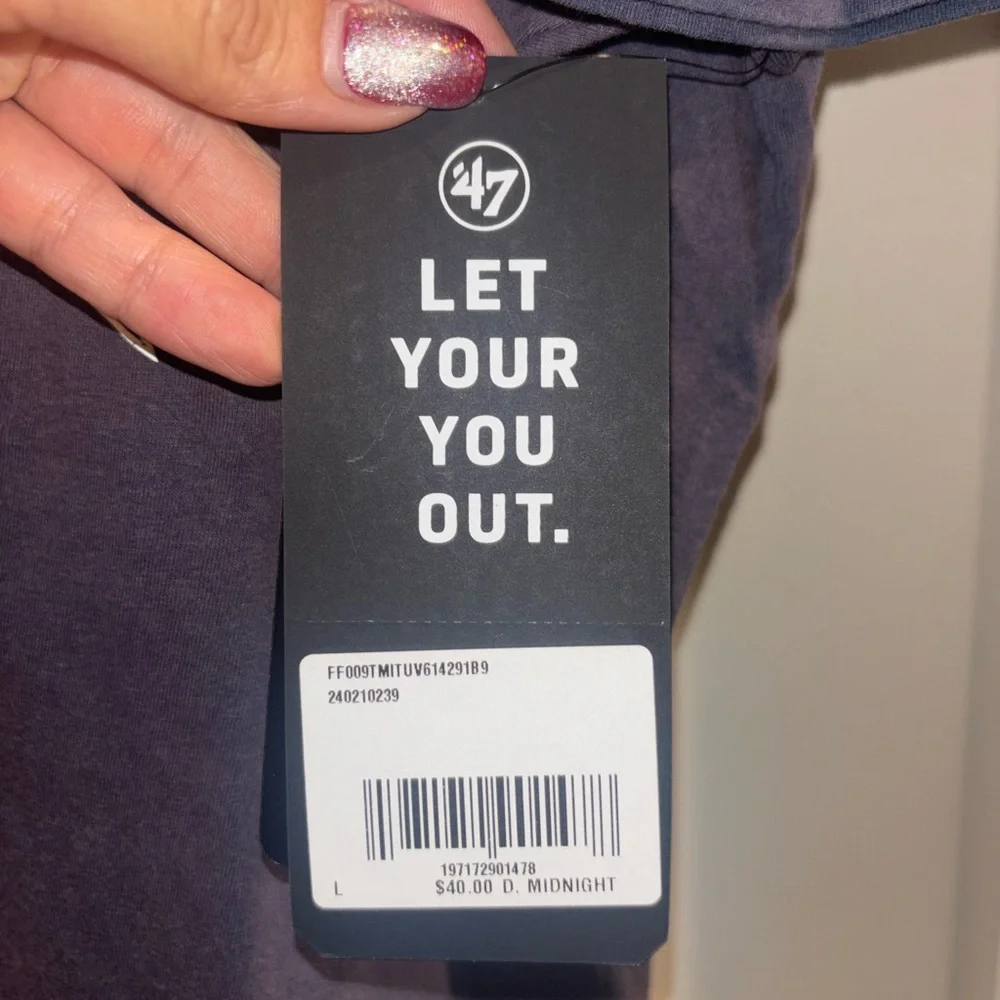 '47
LET
YOUR
YOU
OUT.
FF009TMITUV614291B9
240210239
197172901478
L $40.00 D. MIDNIGHT